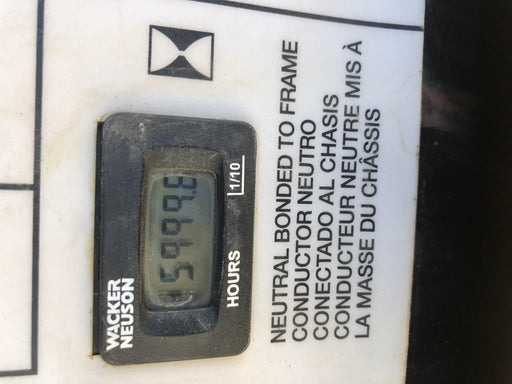 WACKER
NEUSON
HOURS 1/10
NEUTRAL BONDED TO FRAME
CONDUCTOR NEUTRO
CONECTADO AL CHASIS
CONDUCTEUR NEUTRE MIS À
LA MASSE DU CHÂSSIS